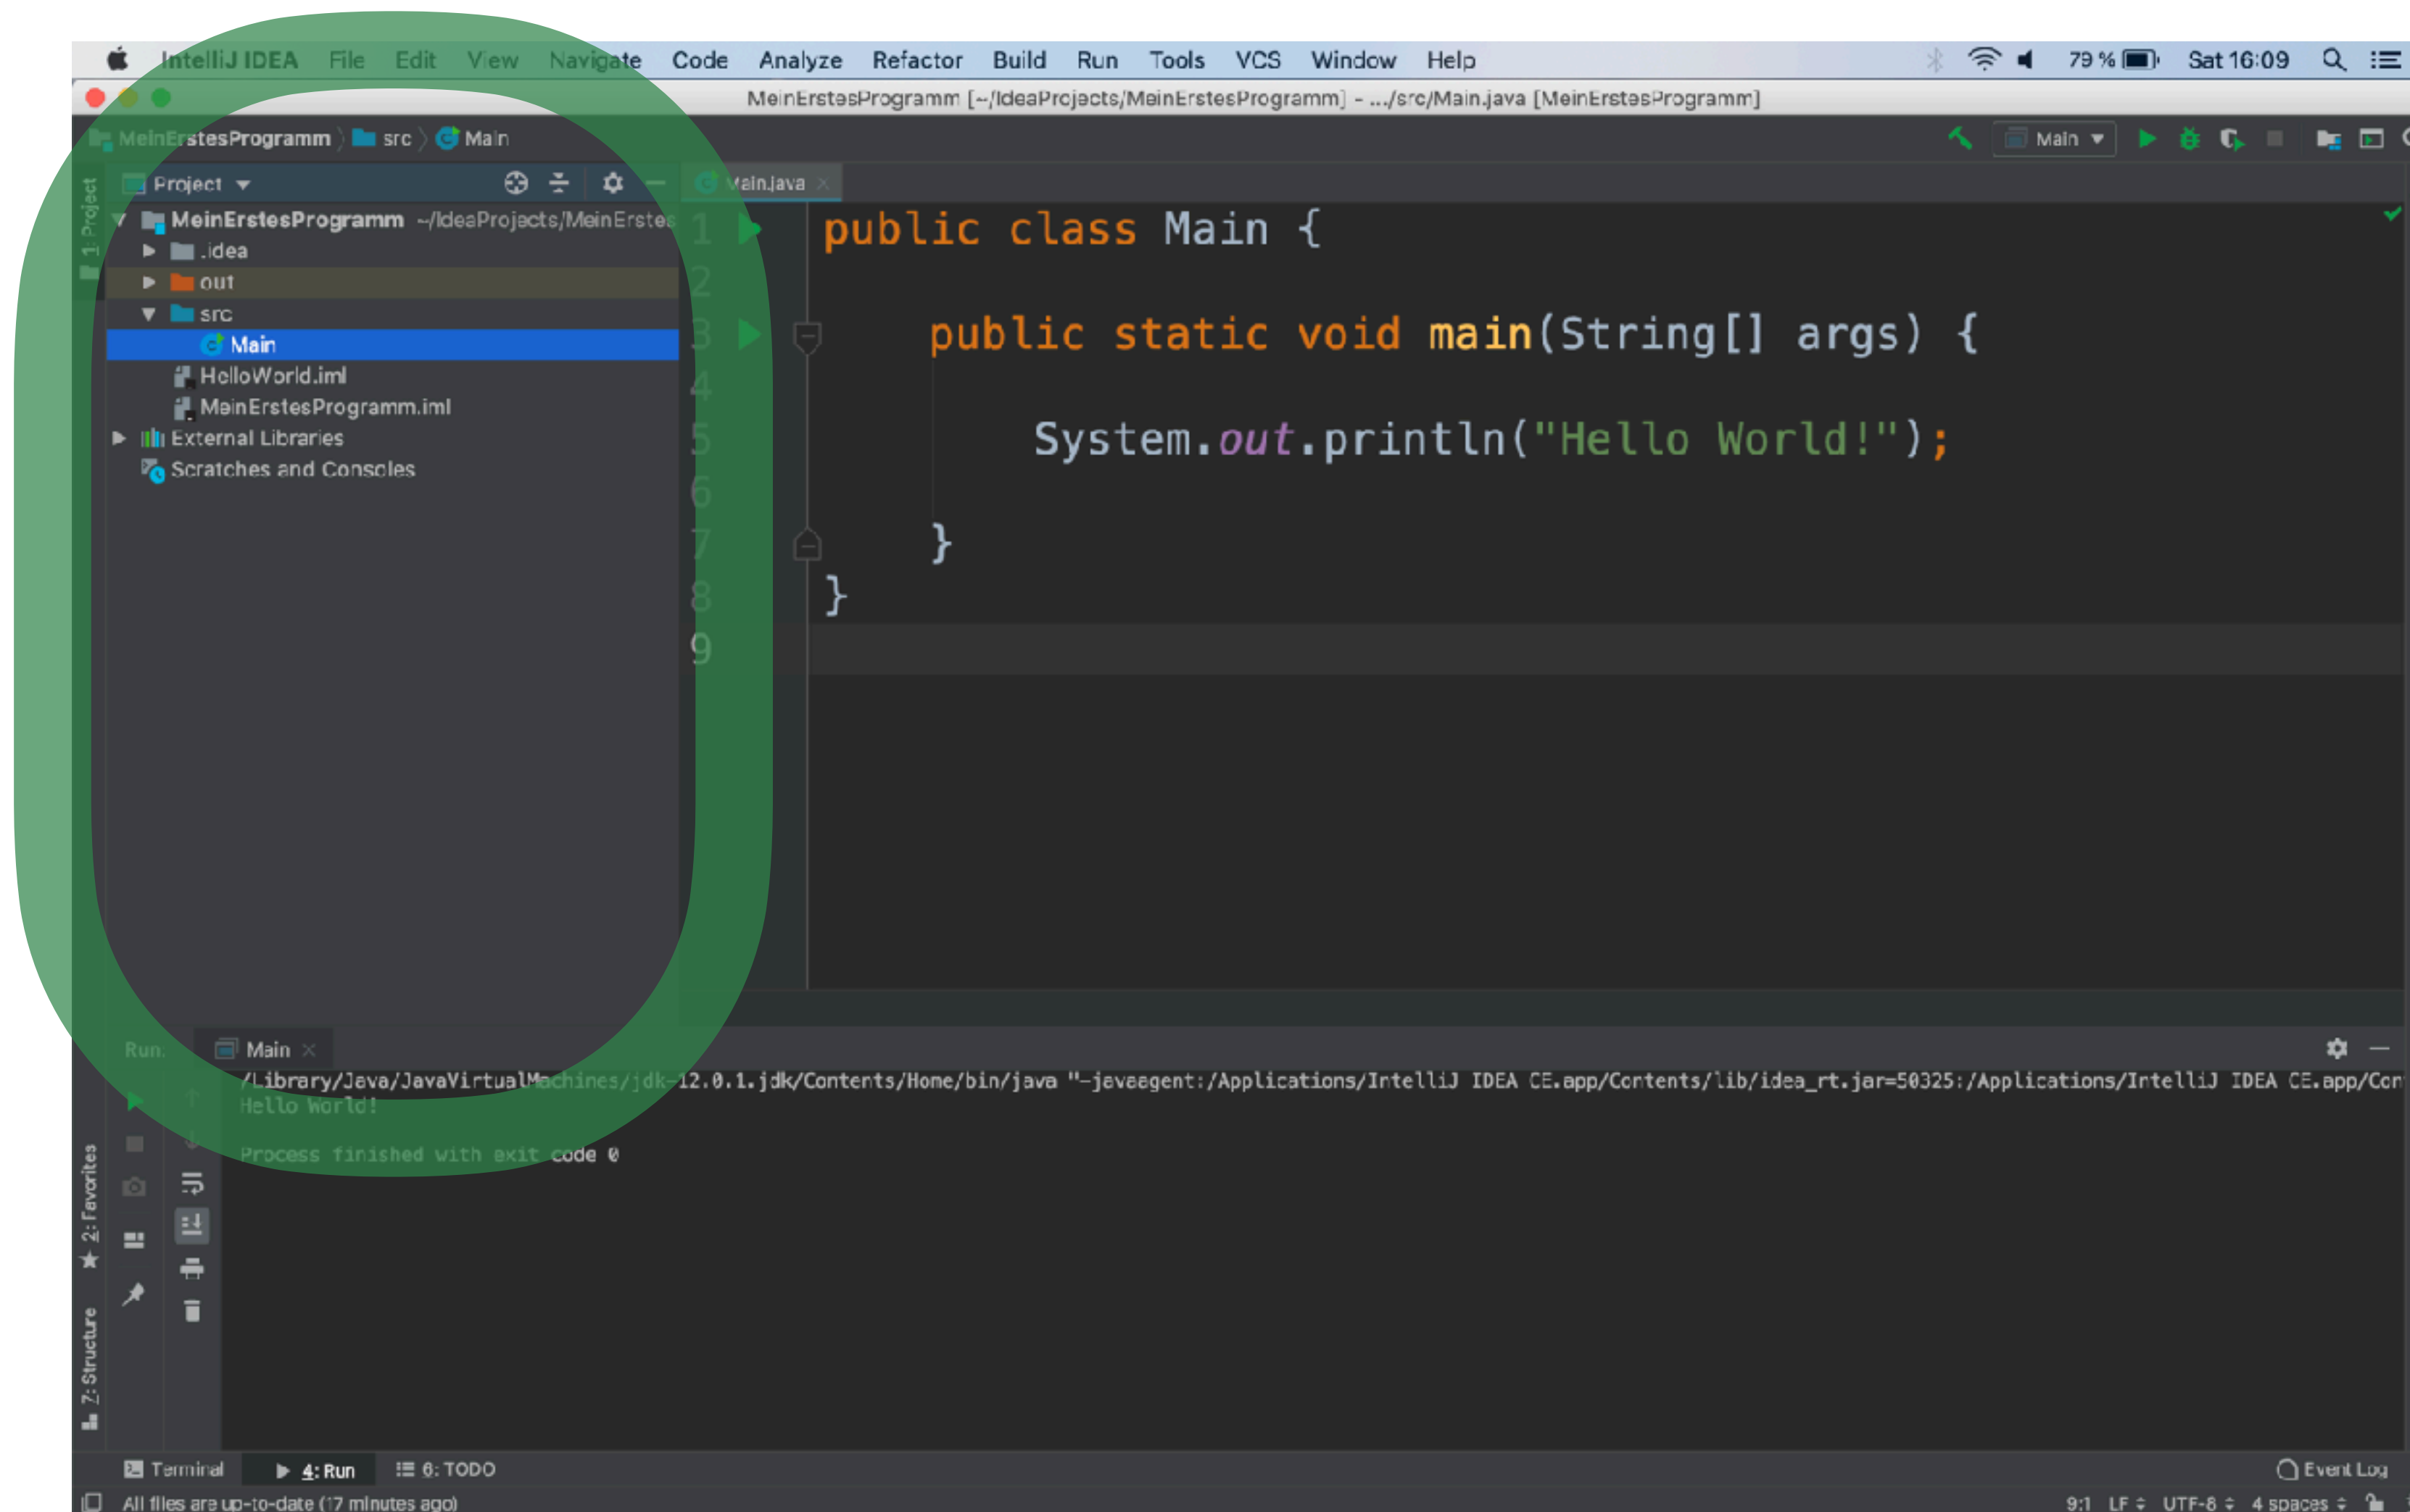 IntelliJ IDEA File Edit View Navigate Code Analyze Refactor Build Run Tools VCS Window Help 79 % Sat 16:09
MeinErstesProgramm [~/IdeaProjects/MeinErstesProgramm] - .../src/Main.java [MeinErstesProgramm]
MeinErstesProgramm src Main Main
1: Project
Project
MeinErstesProgramm ~/IdeaProjects/MeinErstes
.idea
out
src
Main
HelloWorld.iml
MeinErstesProgramm.iml
External Libraries
Scratches and Consoles
Main.java
1 public class Main {
2
3 public static void main(String[] args) {
4
5 System.out.println("Hello World!");
6
7 }
8 }
9
Run: Main
/Library/Java/JavaVirtualMachines/jdk-12.0.1.jdk/Contents/Home/bin/java "-javaagent:/Applications/IntelliJ IDEA CE.app/Contents/lib/idea_rt.jar=50325:/Applications/IntelliJ IDEA CE.app/Con
Hello World!
Process finished with exit code 0
2: Favorites
7: Structure
Terminal 4: Run 6: TODO Event Log
All files are up-to-date (17 minutes ago) 9:1 LF UTF-8 4 spaces